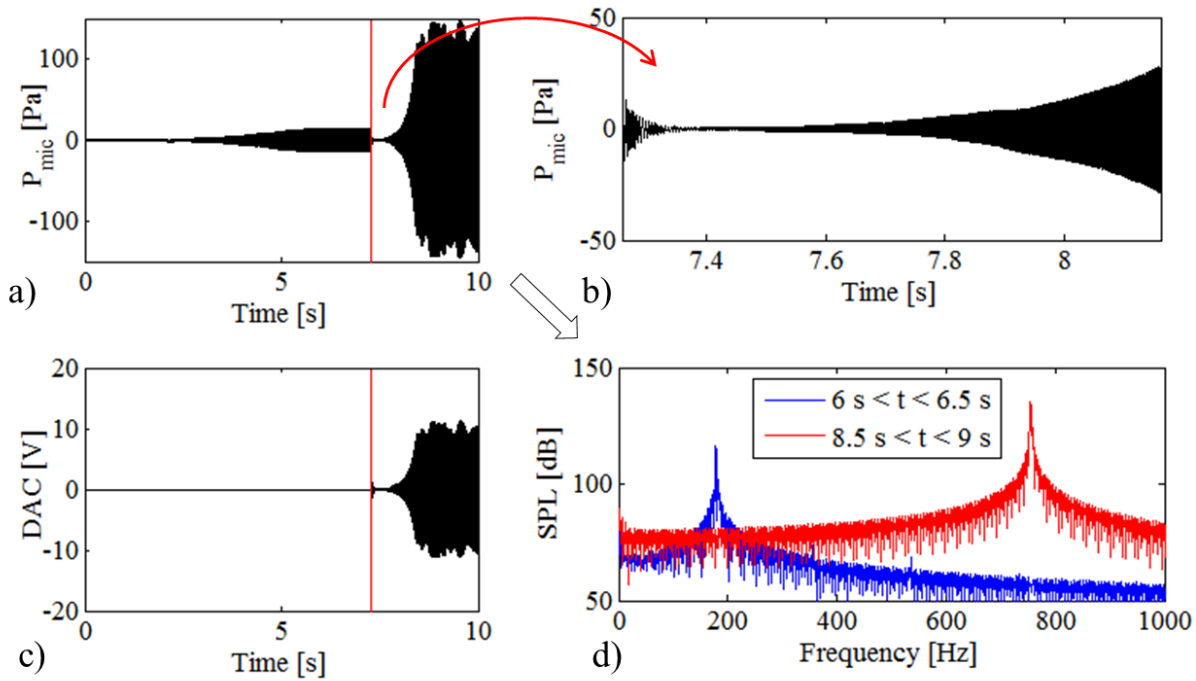 100
0
-100
P_mic [Pa]
0
5
10
Time [s]
a)
50
0
-50
P_mic [Pa]
7.4
7.6
7.8
8
Time [s]
b)
20
10
0
-10
-20
DAC [V]
0
5
10
Time [s]
c)
150
100
50
SPL [dB]
6 s < t < 6.5 s
8.5 s < t < 9 s
0
200
400
600
800
1000
Frequency [Hz]
d)